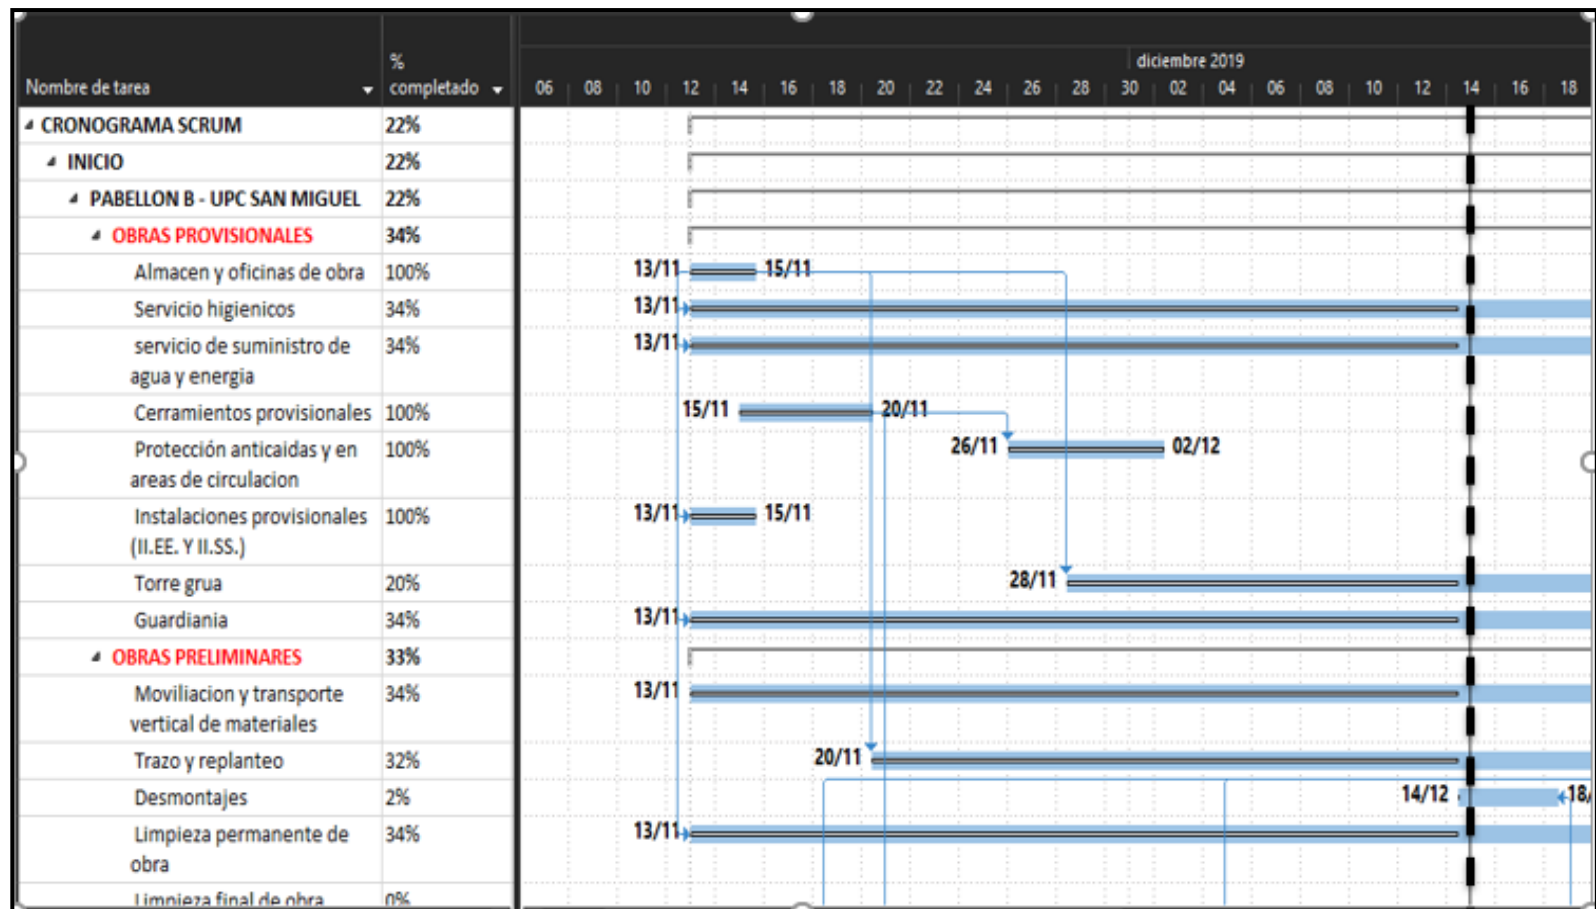 diciembre 2019
Nombre de tarea % completado 06 08 10 12 14 16 18 20 22 24 26 28 30 02 04 06 08 10 12 14 16 18
CRONOGRAMA SCRUM 22%
INICIO 22%
PABELLON B - UPC SAN MIGUEL 22%
OBRAS PROVISIONALES 34%
Almacen y oficinas de obra 100% 13/11 15/11
Servicio higienicos 34% 13/11
servicio de suministro de 34% 13/11
agua y energia
Cerramientos provisionales 100% 15/11 20/11
Protección anticaidas y en 100% 26/11 02/12
areas de circulacion
Instalaciones provisionales 100% 13/11 15/11
(II.EE. Y II.SS.)
Torre grua 20% 28/11
Guardiania 34% 13/11
OBRAS PRELIMINARES 33%
Moviliacion y transporte 34% 13/11
vertical de materiales
Trazo y replanteo 32% 20/11
Desmontajes 2% 14/12 18/
Limpieza permanente de 34% 13/11
obra
Limpieza final de obra 0%